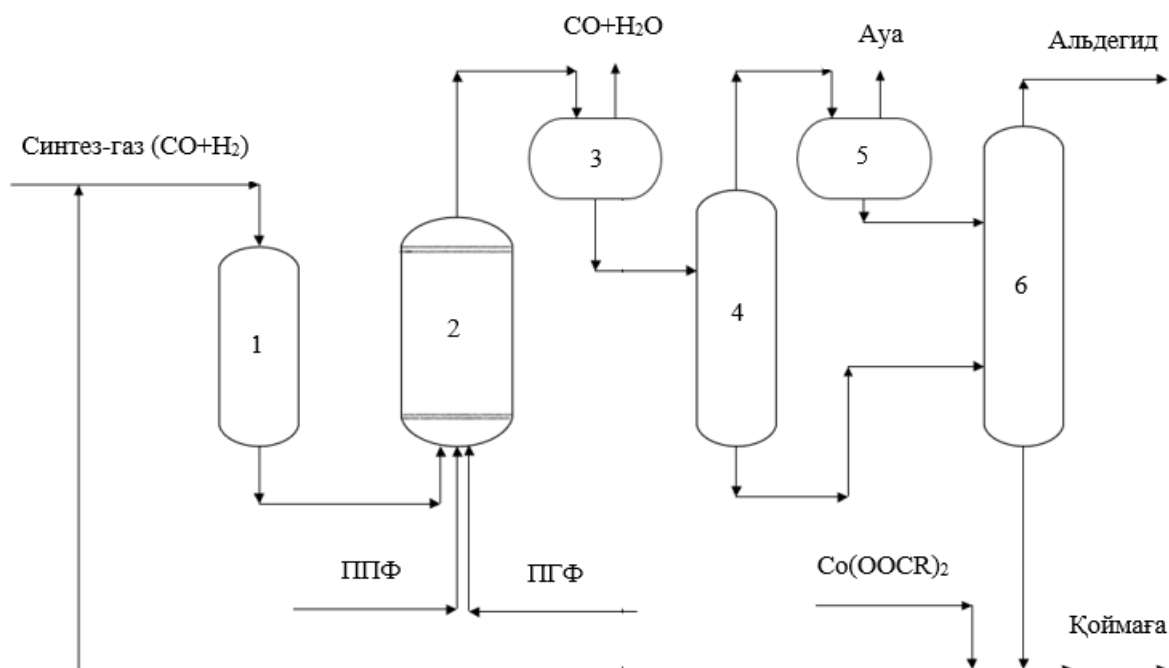 CO+H₂O
Ауа
Альдегид
Синтез-газ (CO+H₂)
3
5
6
4
2
1
ППФ
ПГФ
Co(OOCR)₂
Қоймаға